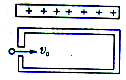 + + + + + + +
v₀